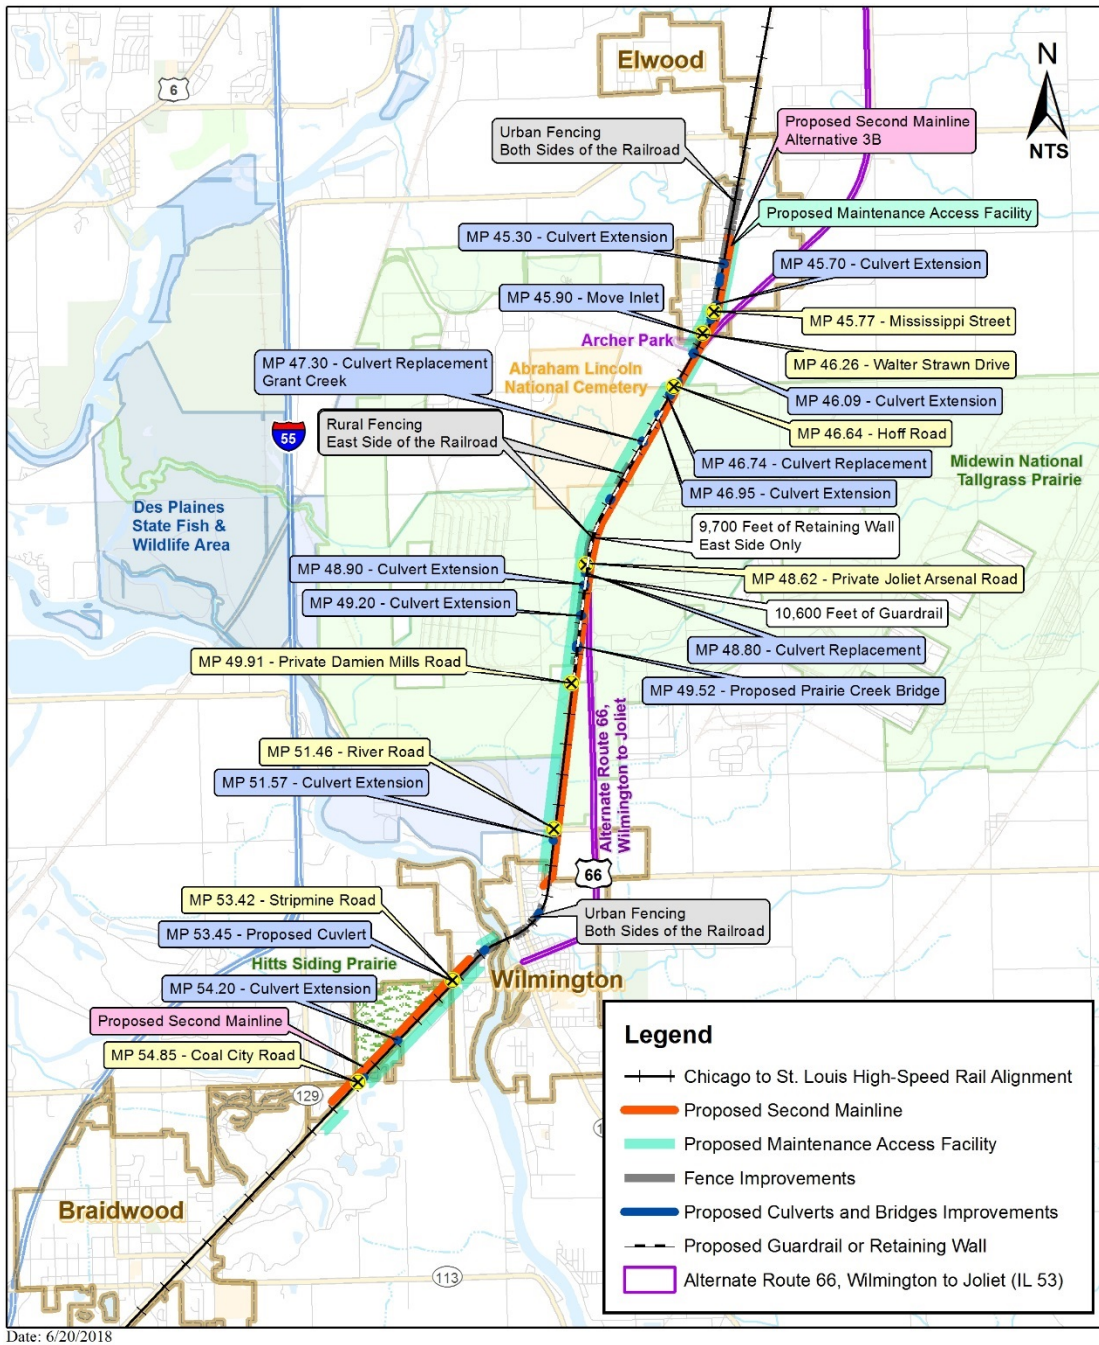 Elwood
6
N
NTS
Urban Fencing
Both Sides of the Railroad
Proposed Second Mainline
Alternative 3B
Proposed Maintenance Access Facility
MP 45.30 - Culvert Extension
MP 45.70 - Culvert Extension
MP 45.90 - Move Inlet
MP 45.77 - Mississippi Street
Archer Park
MP 46.26 - Walter Strawn Drive
MP 47.30 - Culvert Replacement
Grant Creek
Abraham Lincoln
National Cemetery
MP 46.09 - Culvert Extension
Rural Fencing
East Side of the Railroad
MP 46.64 - Hoff Road
55
MP 46.74 - Culvert Replacement
Midewin National
Tallgrass Prairie
MP 46.95 - Culvert Extension
Des Plaines
State Fish &
Wildlife Area
9,700 Feet of Retaining Wall
East Side Only
MP 48.90 - Culvert Extension
MP 48.62 - Private Joliet Arsenal Road
MP 49.20 - Culvert Extension
10,600 Feet of Guardrail
MP 48.80 - Culvert Replacement
MP 49.91 - Private Damien Mills Road
MP 49.52 - Proposed Prairie Creek Bridge
Alternate Route 66,
Wilmington to Joliet
MP 51.46 - River Road
MP 51.57 - Culvert Extension
66
MP 53.42 - Stripmine Road
Urban Fencing
Both Sides of the Railroad
MP 53.45 - Proposed Cuvlert
Hitts Siding Prairie
Wilmington
MP 54.20 - Culvert Extension
Proposed Second Mainline
MP 54.85 - Coal City Road
129
Braidwood
113
Legend
Chicago to St. Louis High-Speed Rail Alignment
Proposed Second Mainline
Proposed Maintenance Access Facility
Fence Improvements
Proposed Culverts and Bridges Improvements
Proposed Guardrail or Retaining Wall
Alternate Route 66, Wilmington to Joliet (IL 53)
Date: 6/20/2018